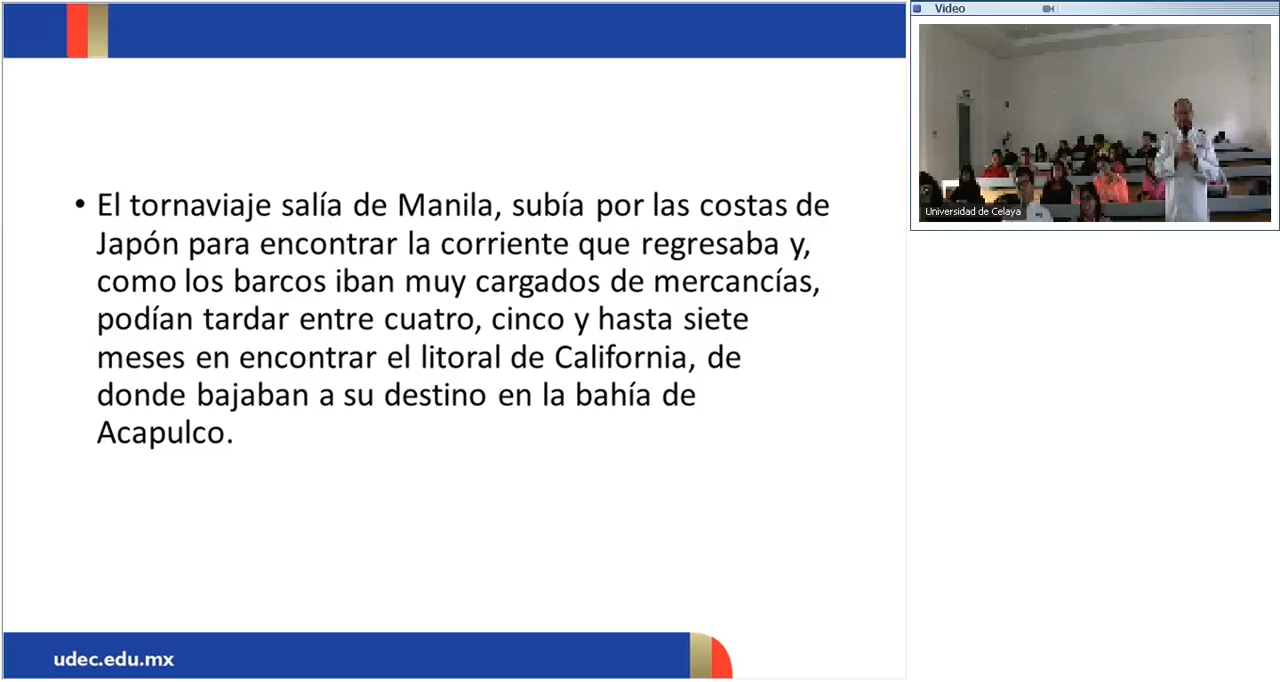 Video
Universidad de Celaya
• El tornaviaje salía de Manila, subía por las costas de
Japón para encontrar la corriente que regresaba y,
como los barcos iban muy cargados de mercancías,
podían tardar entre cuatro, cinco y hasta siete
meses en encontrar el litoral de California, de
donde bajaban a su destino en la bahía de
Acapulco.
udec.edu.mx